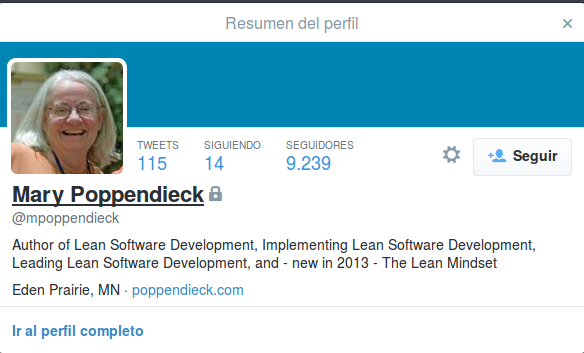 Resumen del perfil
×
TWEETS
115
SIGUIENDO
14
SEGUIDORES
9.239
Seguir
Mary Poppendieck
@mpoppendieck
Author of Lean Software Development, Implementing Lean Software Development,
Leading Lean Software Development, and - new in 2013 - The Lean Mindset
Eden Prairie, MN · poppendieck.com
Ir al perfil completo